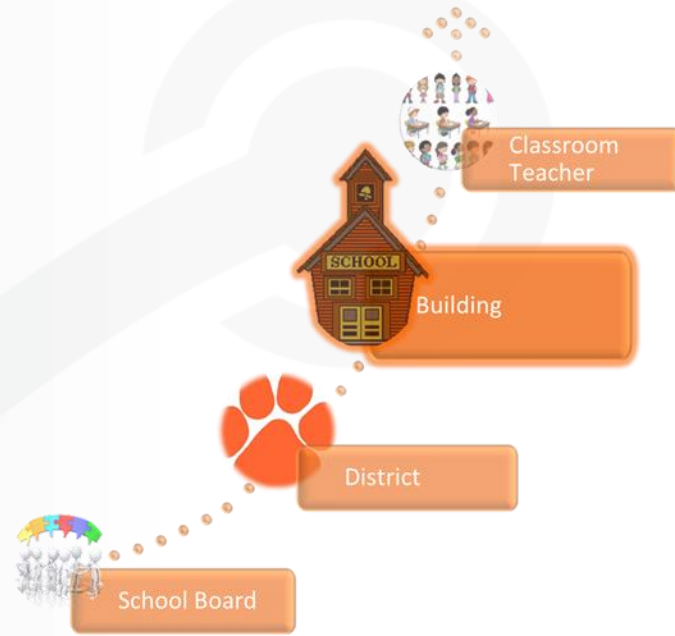 Classroom
Teacher
SCHOOL
Building
District
School Board